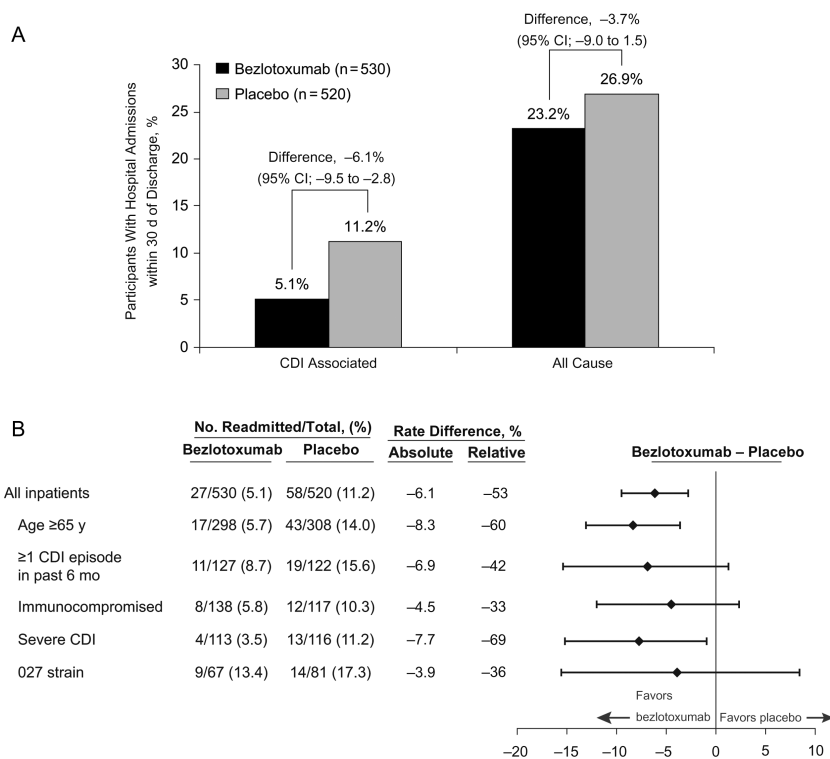 A
Difference, –3.7%
(95% CI; –9.0 to 1.5)
Participants With Hospital Admissions
within 30 d of Discharge, %
30
25
20
15
10
5
0
Bezlotoxumab (n=530)
Placebo (n=520)
Difference, –6.1%
(95% CI; –9.5 to –2.8)
5.1%
11.2%
23.2%
26.9%
CDI Associated
All Cause
B
No. Readmitted/Total, (%)
Rate Difference, %
Bezlotoxumab Placebo Absolute Relative
Bezlotoxumab – Placebo
All inpatients 27/530 (5.1) 58/520 (11.2) –6.1 –53
Age ≥65 y 17/298 (5.7) 43/308 (14.0) –8.3 –60
≥1 CDI episode
in past 6 mo 11/127 (8.7) 19/122 (15.6) –6.9 –42
Immunocompromised 8/138 (5.8) 12/117 (10.3) –4.5 –33
Severe CDI 4/113 (3.5) 13/116 (11.2) –7.7 –69
027 strain 9/67 (13.4) 14/81 (17.3) –3.9 –36
Favors
bezlotoxumab Favors placebo
–20 –15 –10 –5 0 5 10